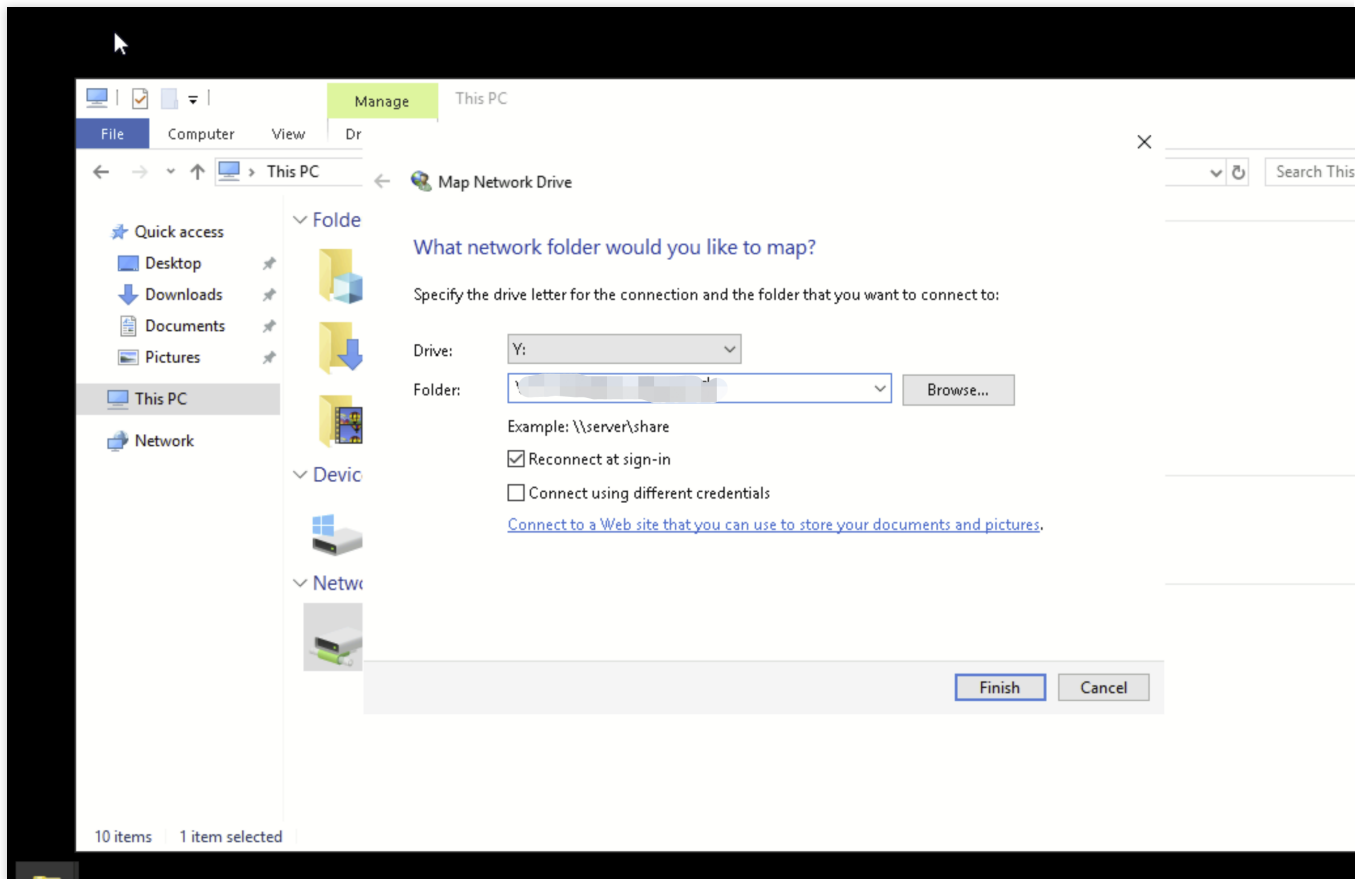 Manage
This PC
File
Computer
View
Dr
This PC
Search This
Map Network Drive
Quick access
Desktop
Downloads
Documents
Pictures
This PC
Network
Folde
Devic
Netwo
What network folder would you like to map?
Specify the drive letter for the connection and the folder that you want to connect to:
Drive:
Y:
Folder:
Browse...
Example: \\server\share
Reconnect at sign-in
Connect using different credentials
Connect to a Web site that you can use to store your documents and pictures.
Finish
Cancel
10 items
1 item selected